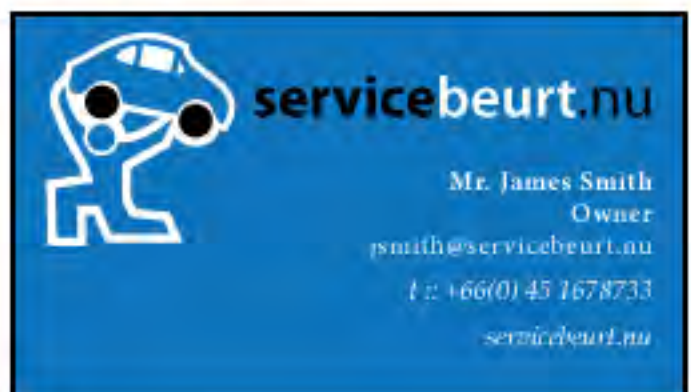 servicebeurt.nu
Mr. James Smith
Owner
jsmith@servicebeurt.nu
t :: +66(0) 45 1678733
servicebeurt.nu